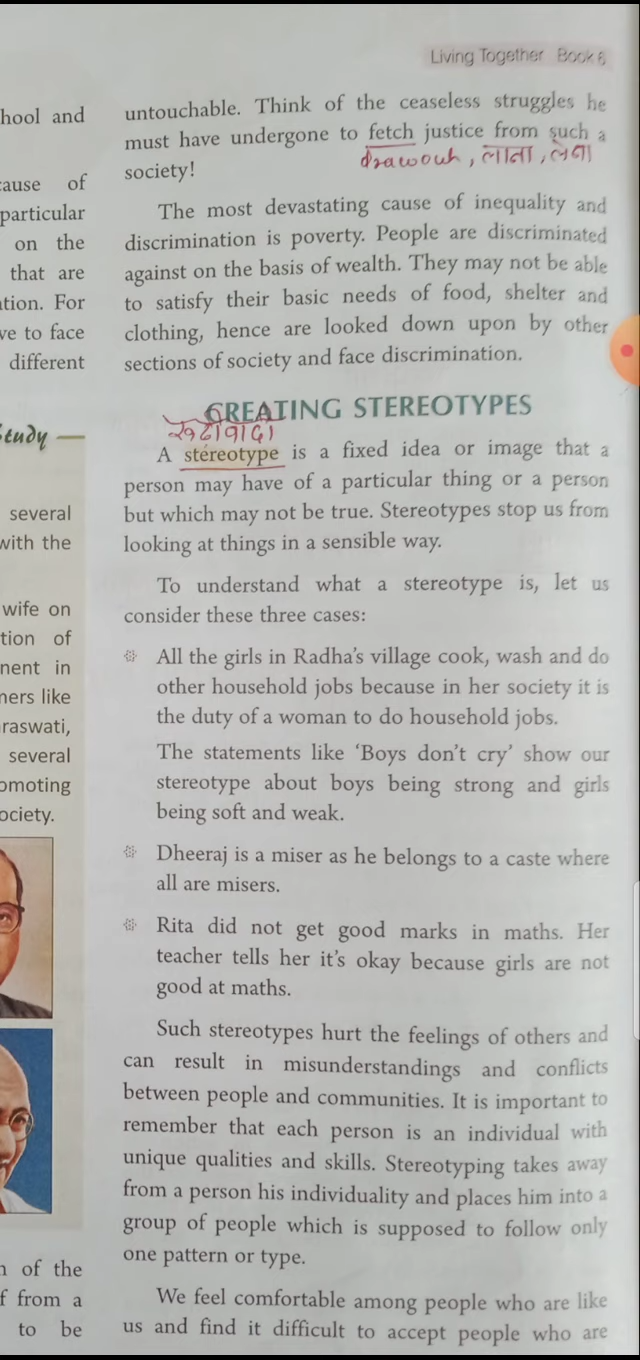 Living Together Book 6
hool and
ause of
particular
on the
that are
ation. For
ve to face
different
Study
several
with the
wife on
tion of
nent in
ners like
raswati,
several
omoting
ociety.
n of the
f from a
to be
untouchable. Think of the ceaseless struggles he
must have undergone to fetch justice from such a
drawouh, लाना, लेना
society!
The most devastating cause of inequality and
discrimination is poverty. People are discriminated
against on the basis of wealth. They may not be able
to satisfy their basic needs of food, shelter and
clothing, hence are looked down upon by other
sections of society and face discrimination.
CREATING STEREOTYPES
A stereotype is a fixed idea or image that a
person may have of a particular thing or a person
but which may not be true. Stereotypes stop us from
looking at things in a sensible way.
To understand what a stereotype is, let us
consider these three cases:
All the girls in Radha's village cook, wash and do
other household jobs because in her society it is
the duty of a woman to do household jobs.
The statements like 'Boys don't cry' show our
stereotype about boys being strong and girls
being soft and weak.
Dheeraj is a miser as he belongs to a caste where
all are misers.
Rita did not get good marks in maths. Her
teacher tells her it's okay because girls are not
good at maths.
Such stereotypes hurt the feelings of others and
can result in misunderstandings and conflicts
between people and communities. It is important to
remember that each person is an individual with
unique qualities and skills. Stereotyping takes away
from a person his individuality and places him into a
group of people which is supposed to follow only
one pattern or type.
We feel comfortable among people who are like
us and find it difficult to accept people who are